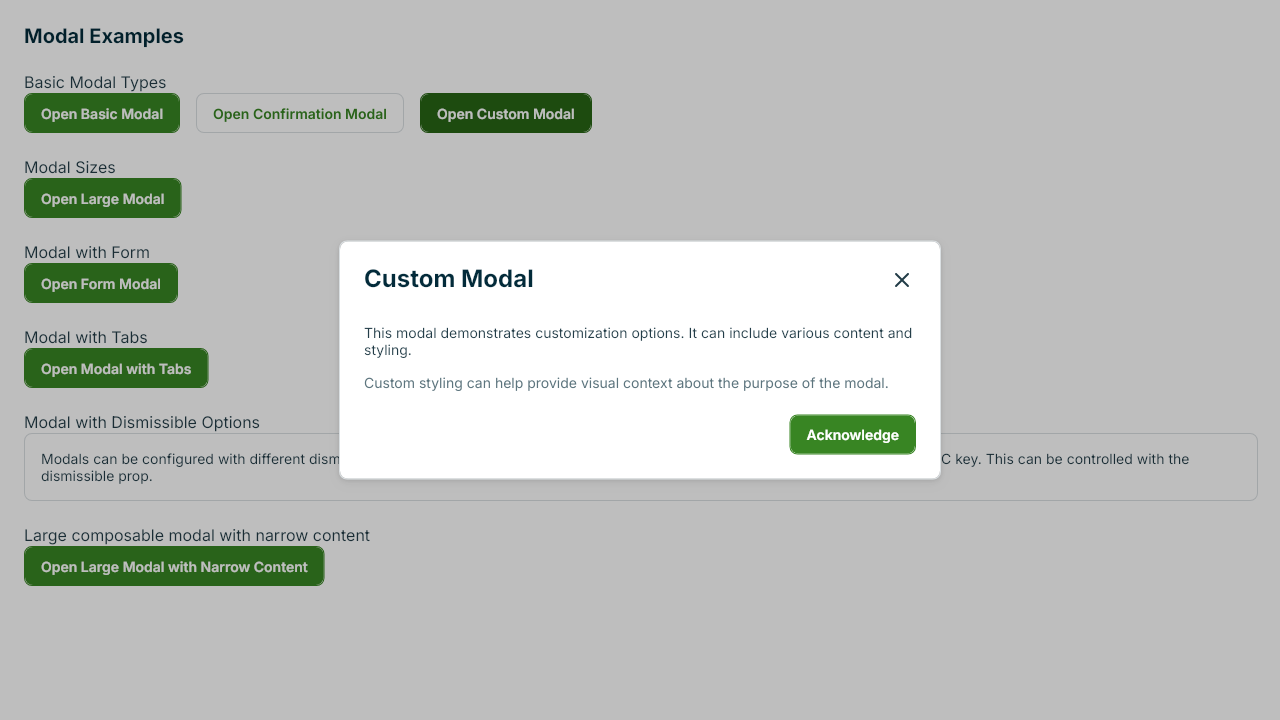 Modal Examples
Basic Modal Types
Open Basic Modal
Open Confirmation Modal
Open Custom Modal
Modal Sizes
Open Large Modal
Modal with Form
Open Form Modal
Modal with Tabs
Open Modal with Tabs
Modal with Dismissible Options
Modals can be configured with different dism
C key. This can be controlled with the
dismissible prop.
Large composable modal with narrow content
Open Large Modal with Narrow Content
Custom Modal
This modal demonstrates customization options. It can include various content and
styling.
Custom styling can help provide visual context about the purpose of the modal.
Acknowledge